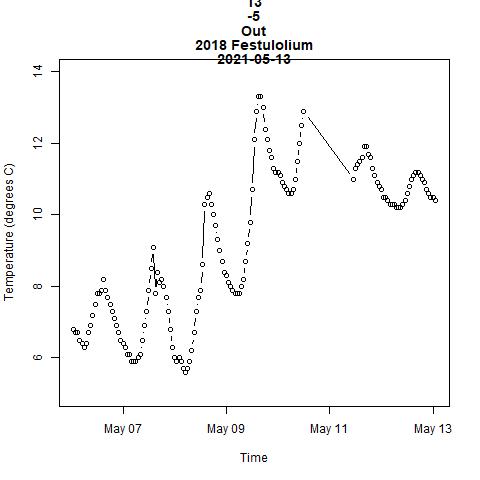 13
-5
Out
2018 Festulolium
2021-05-13
Temperature (degrees C)
14
12
10
8
6
May 07
May 09
May 11
May 13
Time